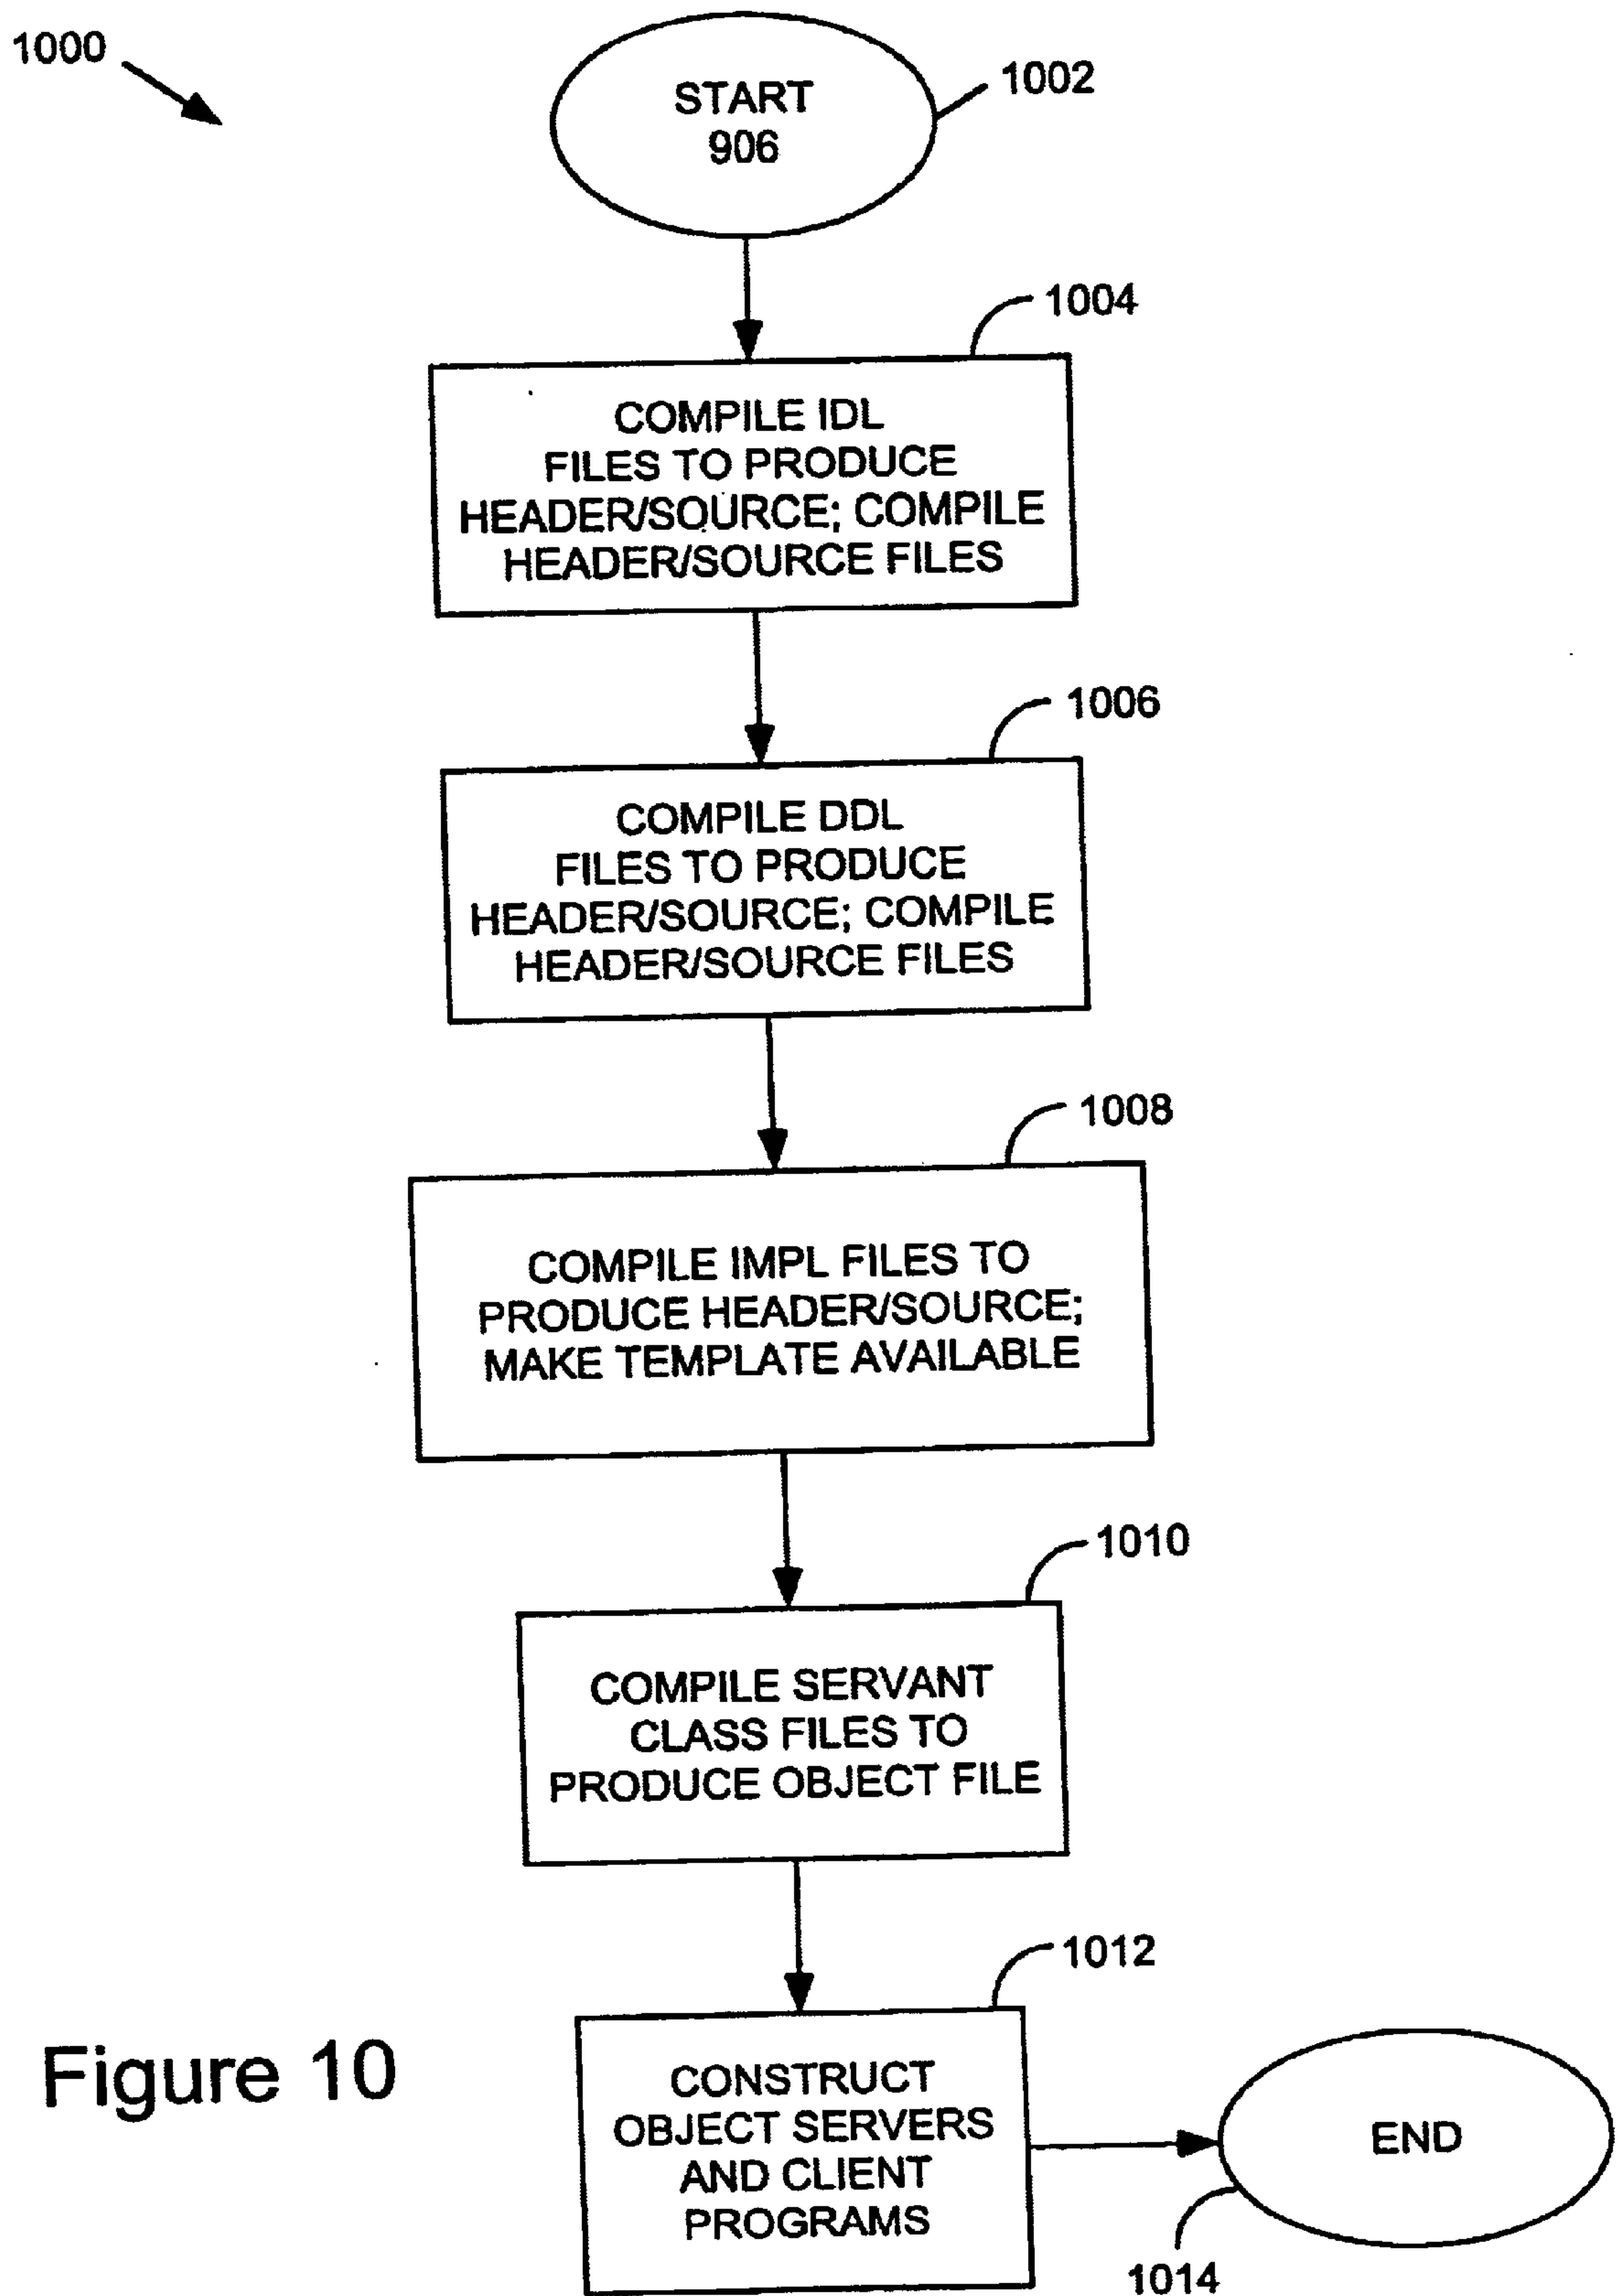 1000
START
906
1002
1004
COMPILE IDL
FILES TO PRODUCE
HEADER/SOURCE; COMPILE
HEADER/SOURCE FILES
1006
COMPILE DDL
FILES TO PRODUCE
HEADER/SOURCE; COMPILE
HEADER/SOURCE FILES
1008
COMPILE IMPL FILES TO
PRODUCE HEADER/SOURCE;
MAKE TEMPLATE AVAILABLE
1010
COMPILE SERVANT
CLASS FILES TO
PRODUCE OBJECT FILE
1012
CONSTRUCT
OBJECT SERVERS
AND CLIENT
PROGRAMS
END
1014
Figure 10